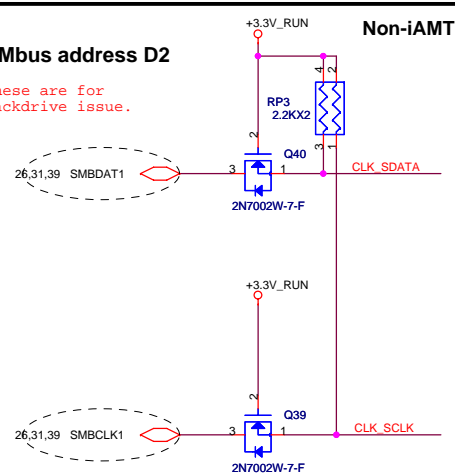 +3.3V_RUN
Non-iAMT
Mbus address D2
hese are for
ackdrive issue.
4 2
RP3
2.2KX2
3 1
2
Q40
26,31,39 SMBDAT1
3 1
CLK_SDATA
2N7002W-7-F
+3.3V_RUN
2
Q39
26,31,39 SMBCLK1
3 1
CLK_SCLK
2N7002W-7-F